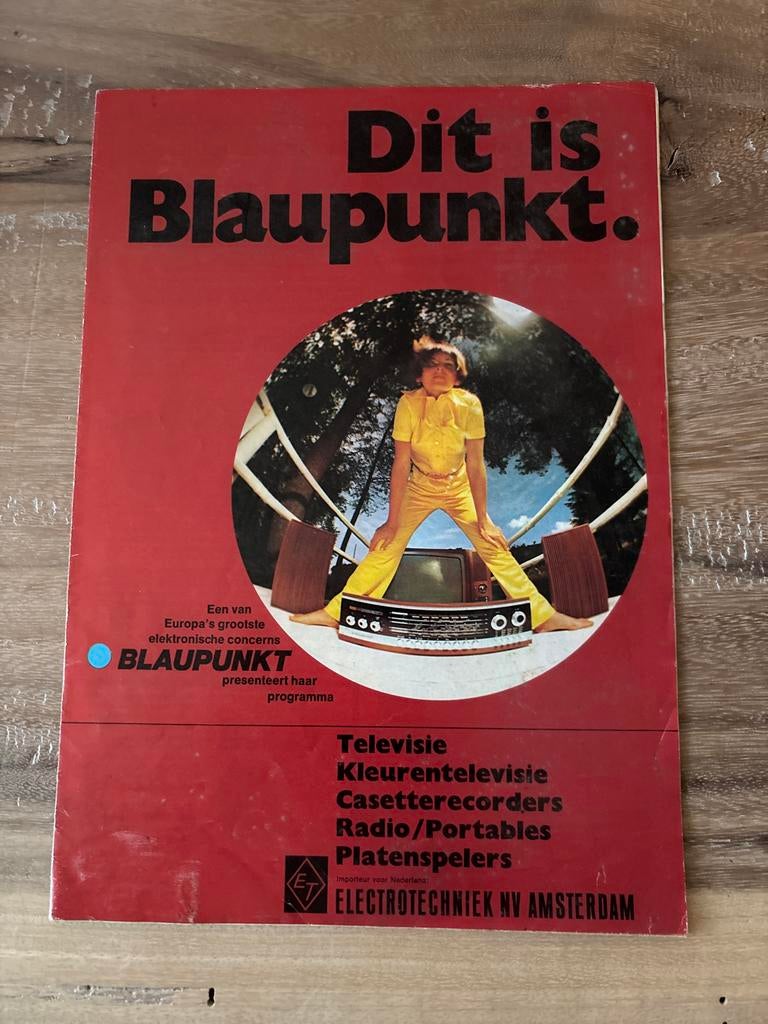 Dit is
Blaupunkt.
Een van
Europa's grootste
elektronische concerns
BLAUPUNKT
presenteert haar
programma
Televisie
Kleurentelevisie
Casetterecorders
Radio/Portables
Platenspelers
Importeur voor Nederland:
ET
ELECTROTECHNIEK NV AMSTERDAM